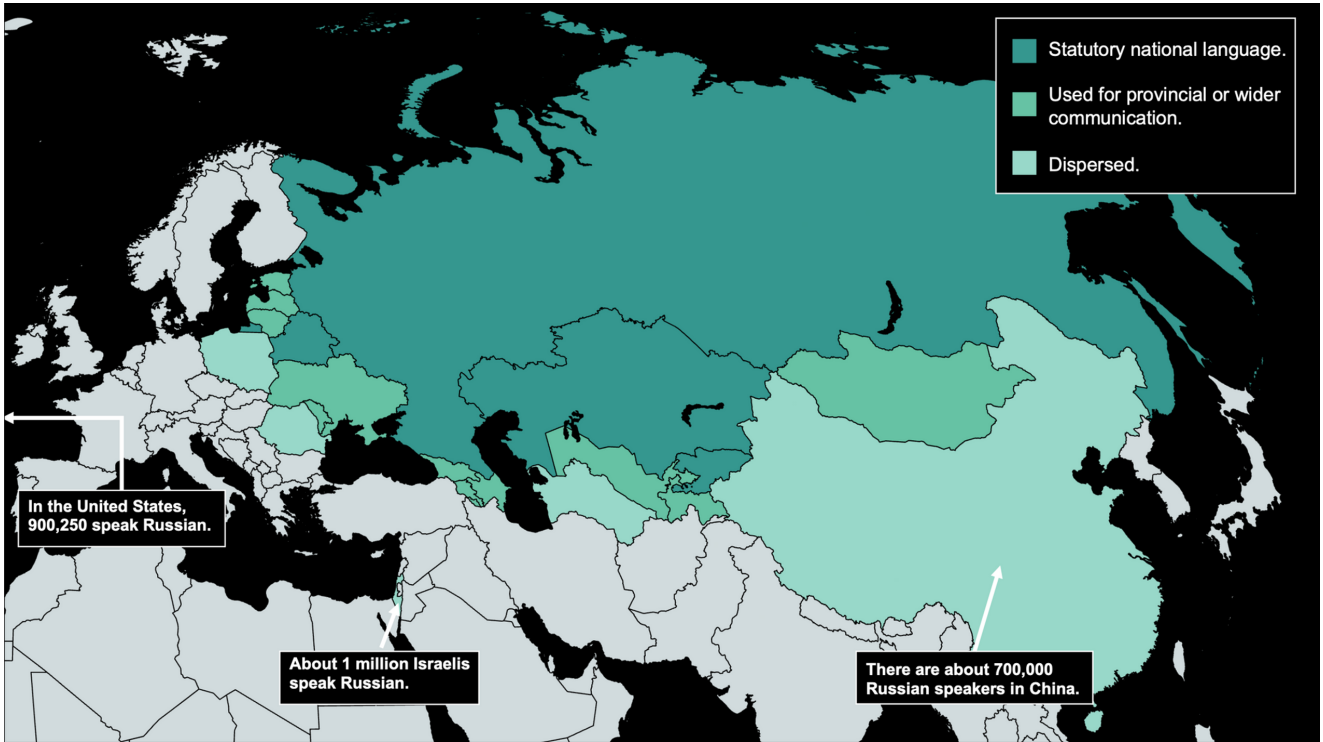 Statutory national language.
Used for provincial or wider
communication.
Dispersed.
In the United States,
900,250 speak Russian.
About 1 million Israelis
speak Russian.
There are about 700,000
Russian speakers in China.